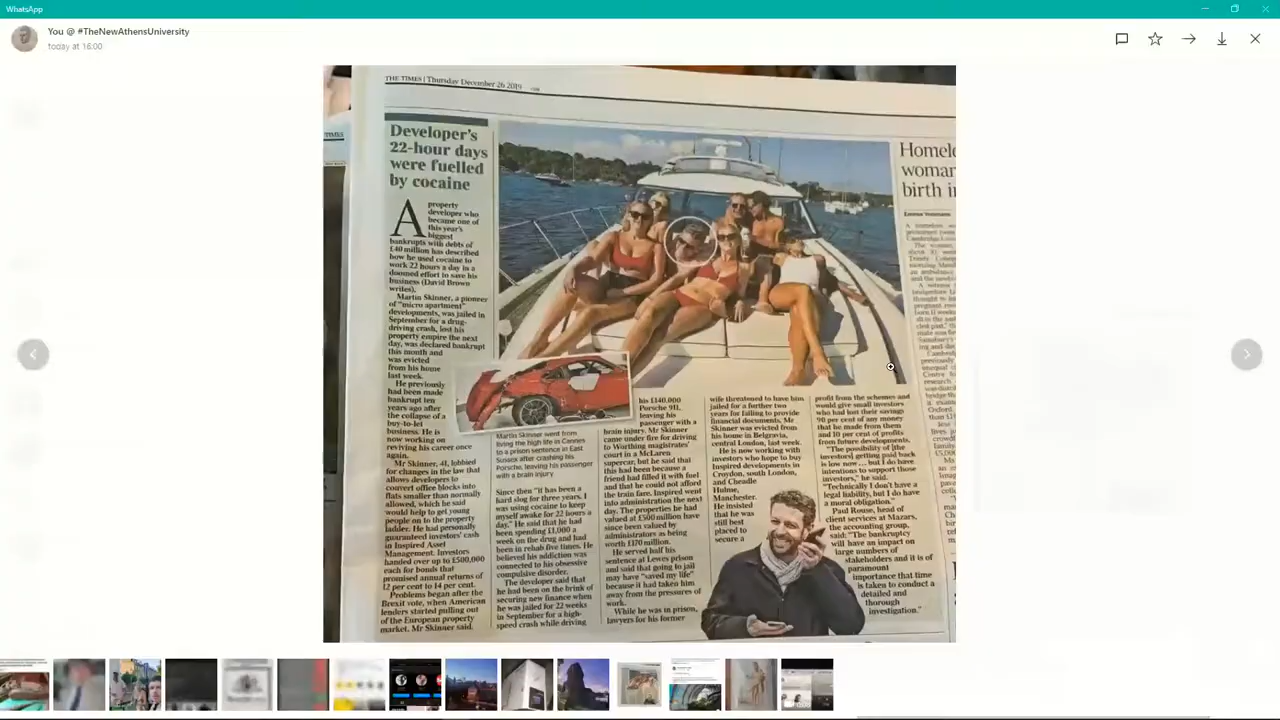 WhatsApp
You @ #TheNewAthensUniversity
today at 16:00
THE TIMES | Thursday December 26 2019
Developer's
22-hour days
were fuelled
by cocaine
A property
developer who
became one of
this year's
biggest
bankrupts with debts of
£40 million has described
how he used cocaine to
work 22 hours a day in a
doomed effort to save his
business (David Brown
writes).
Martin Skinner, a pioneer
of "micro apartment"
developments, was jailed in
September for a drug-
driving crash, lost his
property empire the next
day, was declared bankrupt
this month and
was evicted
from his home
last week.
He previously
had been made
bankrupt ten
years ago after
the collapse of a
buy-to-let
business. He is
now working on
reviving his career once
again.
Mr Skinner, 41, lobbied
for changes in the law that
allows developers to
convert office blocks into
flats smaller than normally
allowed, which he said
would help to get young
people on to the property
ladder. He had personally
guaranteed investors' cash
in Inspired Asset
Management. Investors
handed over up to £500,000
each for bonds that
promised annual returns of
12 per cent to 14 per cent.
Problems began after the
Brexit vote, when American
lenders started pulling out
of the European property
market, Mr Skinner said.
Martin Skinner went from
living the high life in Cannes
to a prison sentence in East
Sussex after crashing his
Porsche, leaving his passenger
with a brain injury
Since then "it has been a
hard slog for three years. I
was using cocaine to keep
myself awake for 22 hours a
day." He said that he had
been spending £1,000 a
week on the drug and had
been in rehab five times. He
believed his addiction was
connected to his obsessive
compulsive disorder.
The developer said that
he had been on the brink of
securing new finance when
he was jailed for 22 weeks
in September for a high-
speed crash while driving
his £140,000
Porsche 911,
leaving his
passenger with a
brain injury. Mr Skinner
came under fire for driving
to Worthing magistrates'
court in a McLaren
supercar, but he said that
this had been because a
friend had filled it with fuel
and that he could not afford
the train fare. Inspired went
into administration the next
day. The properties he had
valued at £500 million have
since been valued by
administrators as being
worth £170 million.
He served half his
sentence at Lewes prison
and said that going to jail
may have "saved my life"
because it had taken him
away from the pressures of
work.
While he was in prison,
lawyers for his former
wife threatened to have him
jailed for a further two
years for failing to provide
financial documents. Mr
Skinner was evicted from
his home in Belgravia,
central London, last week.
He is now working with
investors who hope to buy
Inspired developments in
Croydon, south London,
and Cheadle
Hulme,
Manchester.
He insisted
that he was
still best
placed to
secure a
profit from the schemes and
would give small investors
who had lost their savings
90 per cent of any money
that he made from them
and 10 per cent of profits
from future developments.
"The possibility of [the
investors] getting paid back
is low now... but I do have
intentions to support those
investors," he said.
"Technically I don't have a
legal liability, but I do have
a moral obligation."
Paul Rouse, head of
client services at Mazars,
the accounting group,
said: "The bankruptcy
will have an impact on
large numbers of
stakeholders and it is of
paramount
importance that time
is taken to conduct a
detailed and
thorough
investigation."
Homele
woman
birth i